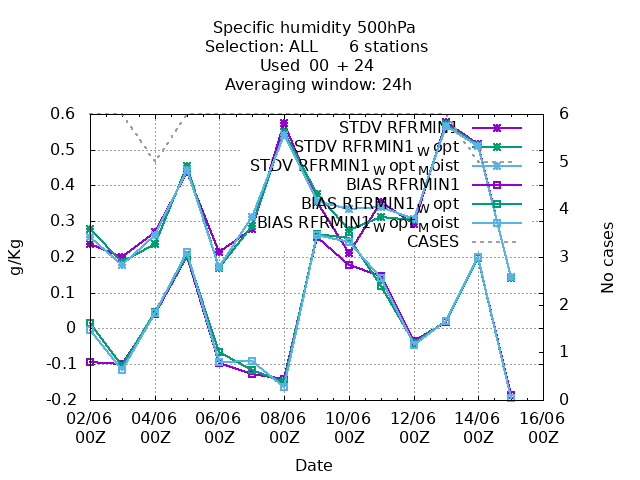 Specific humidity 500hPa
Selection: ALL 6 stations
Used 00 + 24
Averaging window: 24h
0.6
0.5
0.4
0.3
0.2
0.1
0
-0.1
-0.2
g/Kg
6
5
4
3
2
1
0
No cases
STDV RFRMIN1
STDV RFRMIN1_W opt
STDV RFRMIN1_W opt_M oist
BIAS RFRMIN1
BIAS RFRMIN1_W opt
BIAS RFRMIN1_W opt_M oist
CASES
02/06 04/06 06/06 08/06 10/06 12/06 14/06 16/06
00Z 00Z 00Z 00Z 00Z 00Z 00Z 00Z
Date